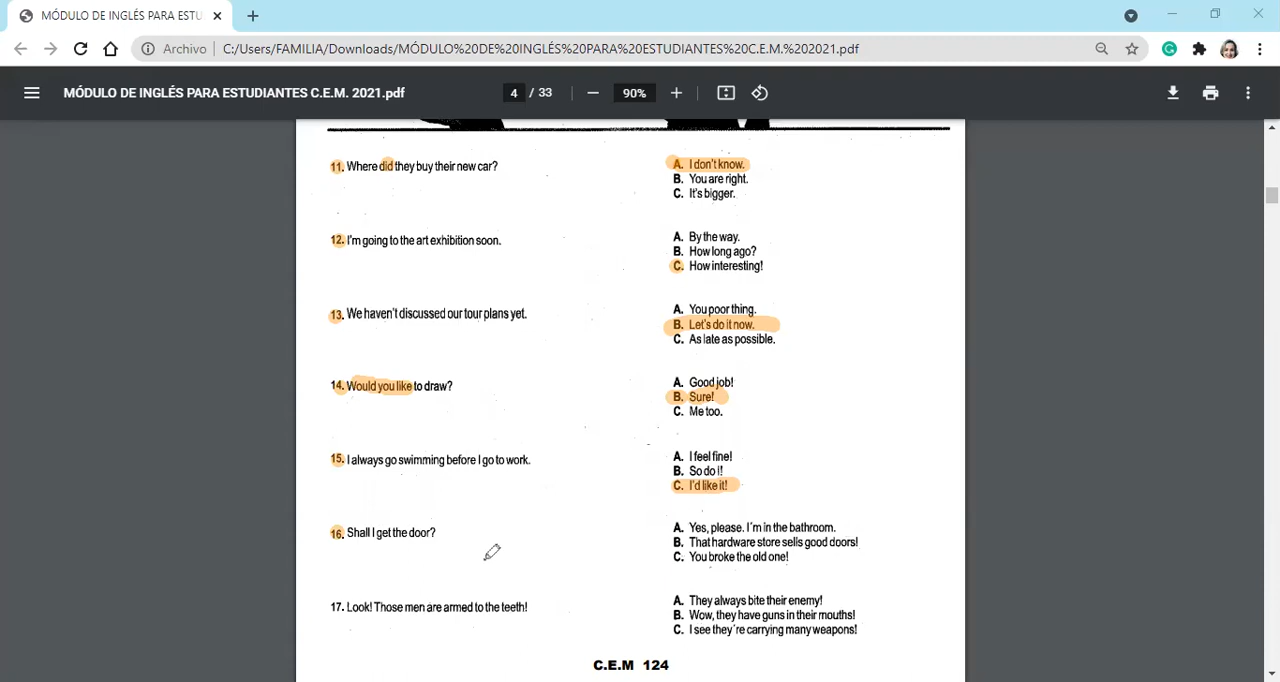 MÓDULO DE INGLÉS PARA ESTU
Archivo C:/Users/FAMILIA/Downloads/MÓDULO%20DE%20INGLÉS%20PARA%20ESTUDIANTES%20C.E.M.%202021.pdf
MÓDULO DE INGLÉS PARA ESTUDIANTES C.E.M. 2021.pdf 4 / 33 90%
11. Where did they buy their new car?
A. I don't know.
B. You are right.
C. It's bigger.
12. I'm going to the art exhibition soon.
A. By the way.
B. How long ago?
C. How interesting!
13. We haven't discussed our tour plans yet.
A. You poor thing.
B. Let's do it now.
C. As late as possible.
14. Would you like to draw?
A. Good job!
B. Sure!
C. Me too.
15. I always go swimming before I go to work.
A. I feel fine!
B. So do I!
C. I'd like it!
16. Shall I get the door?
A. Yes, please. I´m in the bathroom.
B. That hardware store sells good doors!
C. You broke the old one!
17. Look! Those men are armed to the teeth!
A. They always bite their enemy!
B. Wow, they have guns in their mouths!
C. I see they´re carrying many weapons!
C.E.M 124